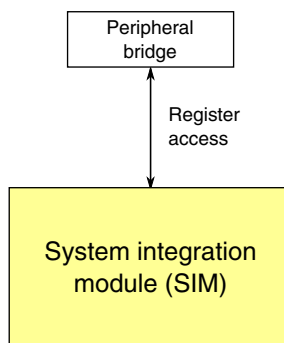 Peripheral
bridge
Register
access
System integration
module (SIM)